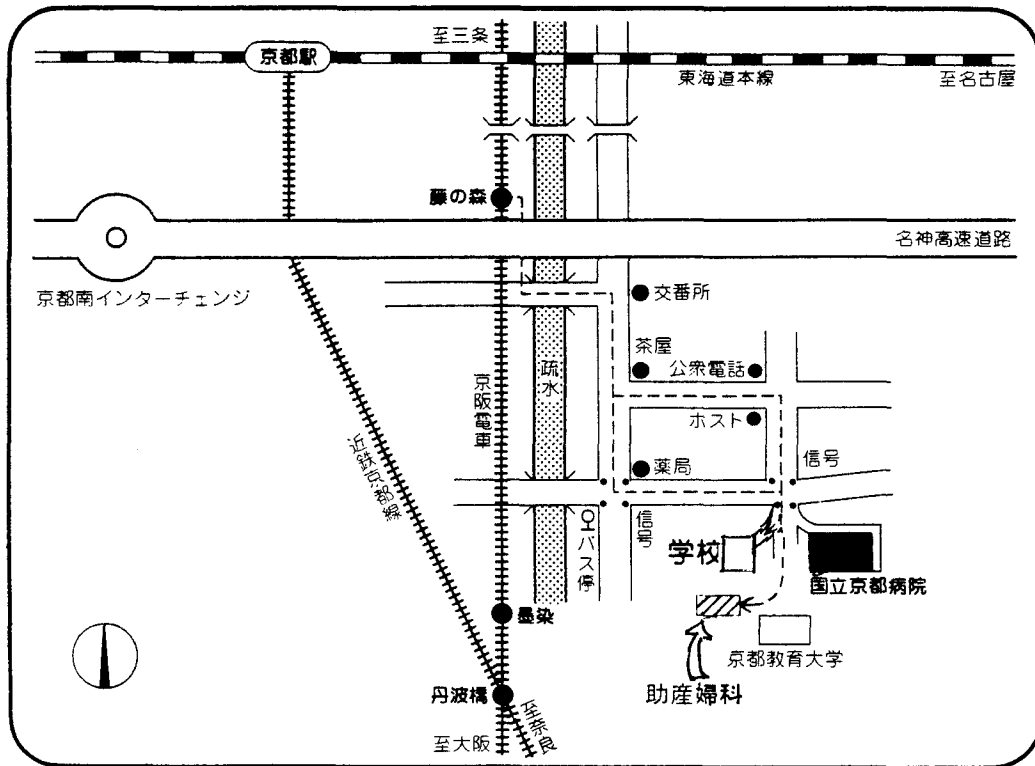 至三条
京都駅
東海道本線
至名古屋
藤の森
名神高速道路
京都南インターチェンジ
交番所
茶屋
公衆電話
疏水
京阪電車
ホスト
近鉄京都線
薬局
信号
バス停
信号
学校
国立京都病院
墨染
京都教育大学
丹波橋
助産婦科
至大阪
至奈良